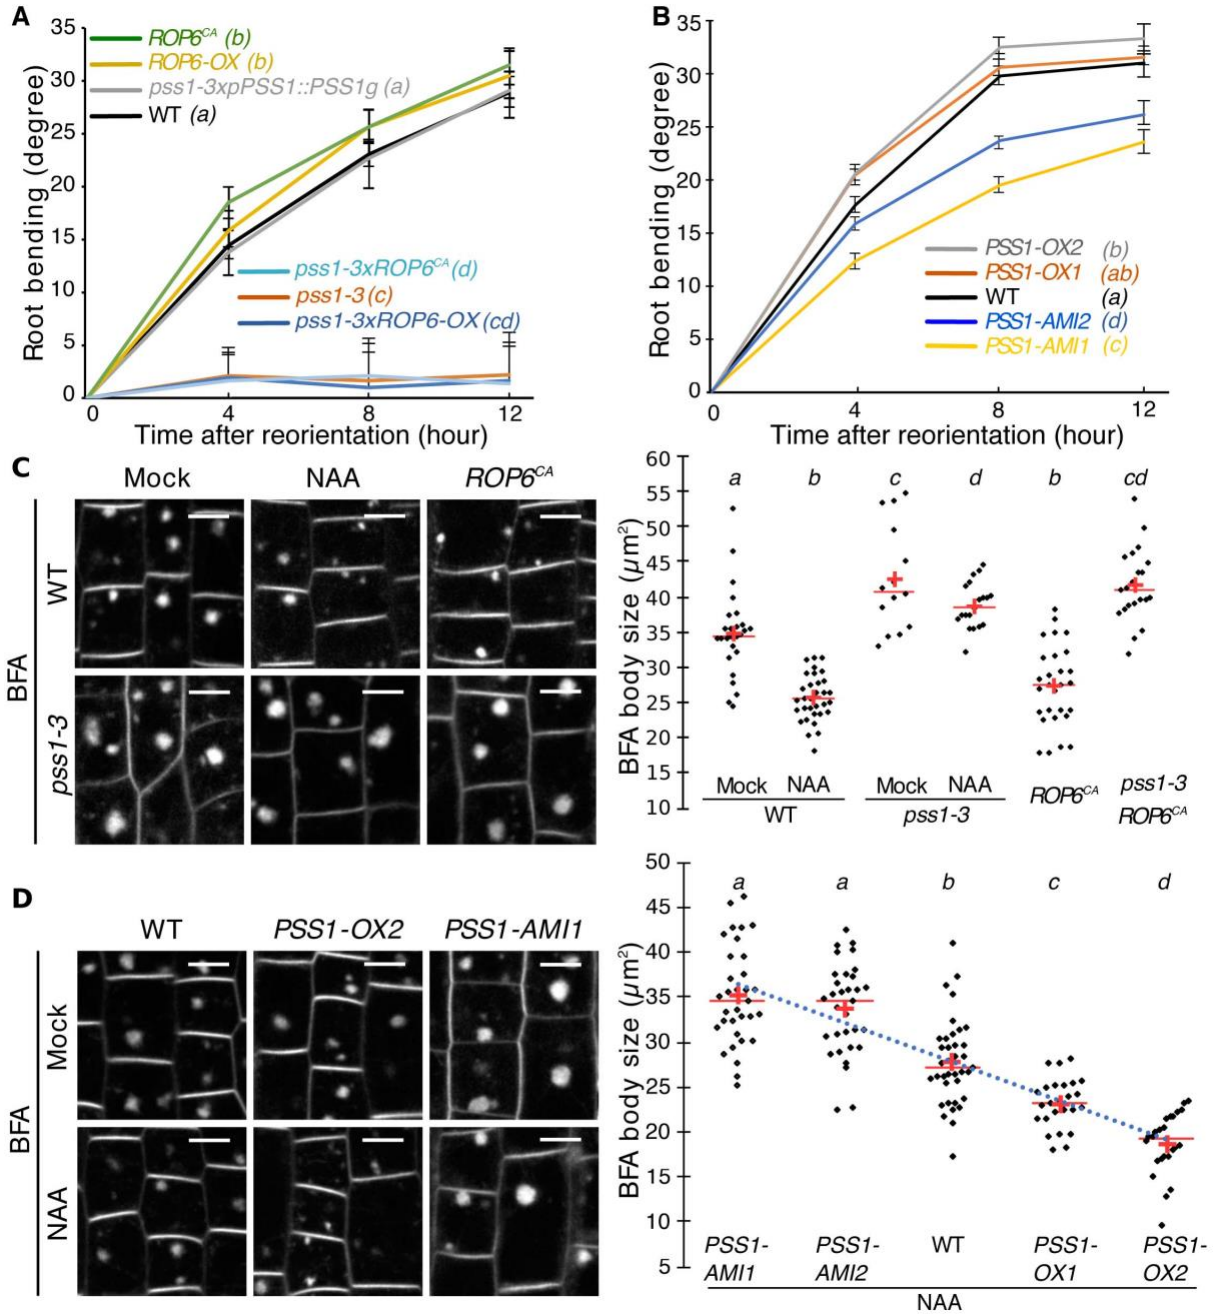 A
35
30
25
20
15
10
5
0
Root bending (degree)
ROP6CA (b)
ROP6-OX (b)
pss1-3xpPSS1::PSS1g (a)
WT (a)
pss1-3xROP6CA (d)
pss1-3 (c)
pss1-3xROP6-OX (cd)
0 4 8 12
Time after reorientation (hour)
B
35
30
25
20
15
10
5
0
Root bending (degree)
PSS1-OX2 (b)
PSS1-OX1 (ab)
WT (a)
PSS1-AMI2 (d)
PSS1-AMI1 (c)
0 4 8 12
Time after reorientation (hour)
C
Mock NAA ROP6CA
BFA
WT
pss1-3
60
55
50
45
40
35
30
25
20
15
10
BFA body size (µm2)
a b c d b cd
Mock NAA Mock NAA ROP6CA pss1-3
WT pss1-3 ROP6CA
D
WT PSS1-OX2 PSS1-AMI1
BFA
Mock
NAA
50
45
40
35
30
25
20
15
10
5
BFA body size (µm2)
a a b c d
PSS1- PSS1- WT PSS1- PSS1-
AMI1 AMI2 OX1 OX2
NAA